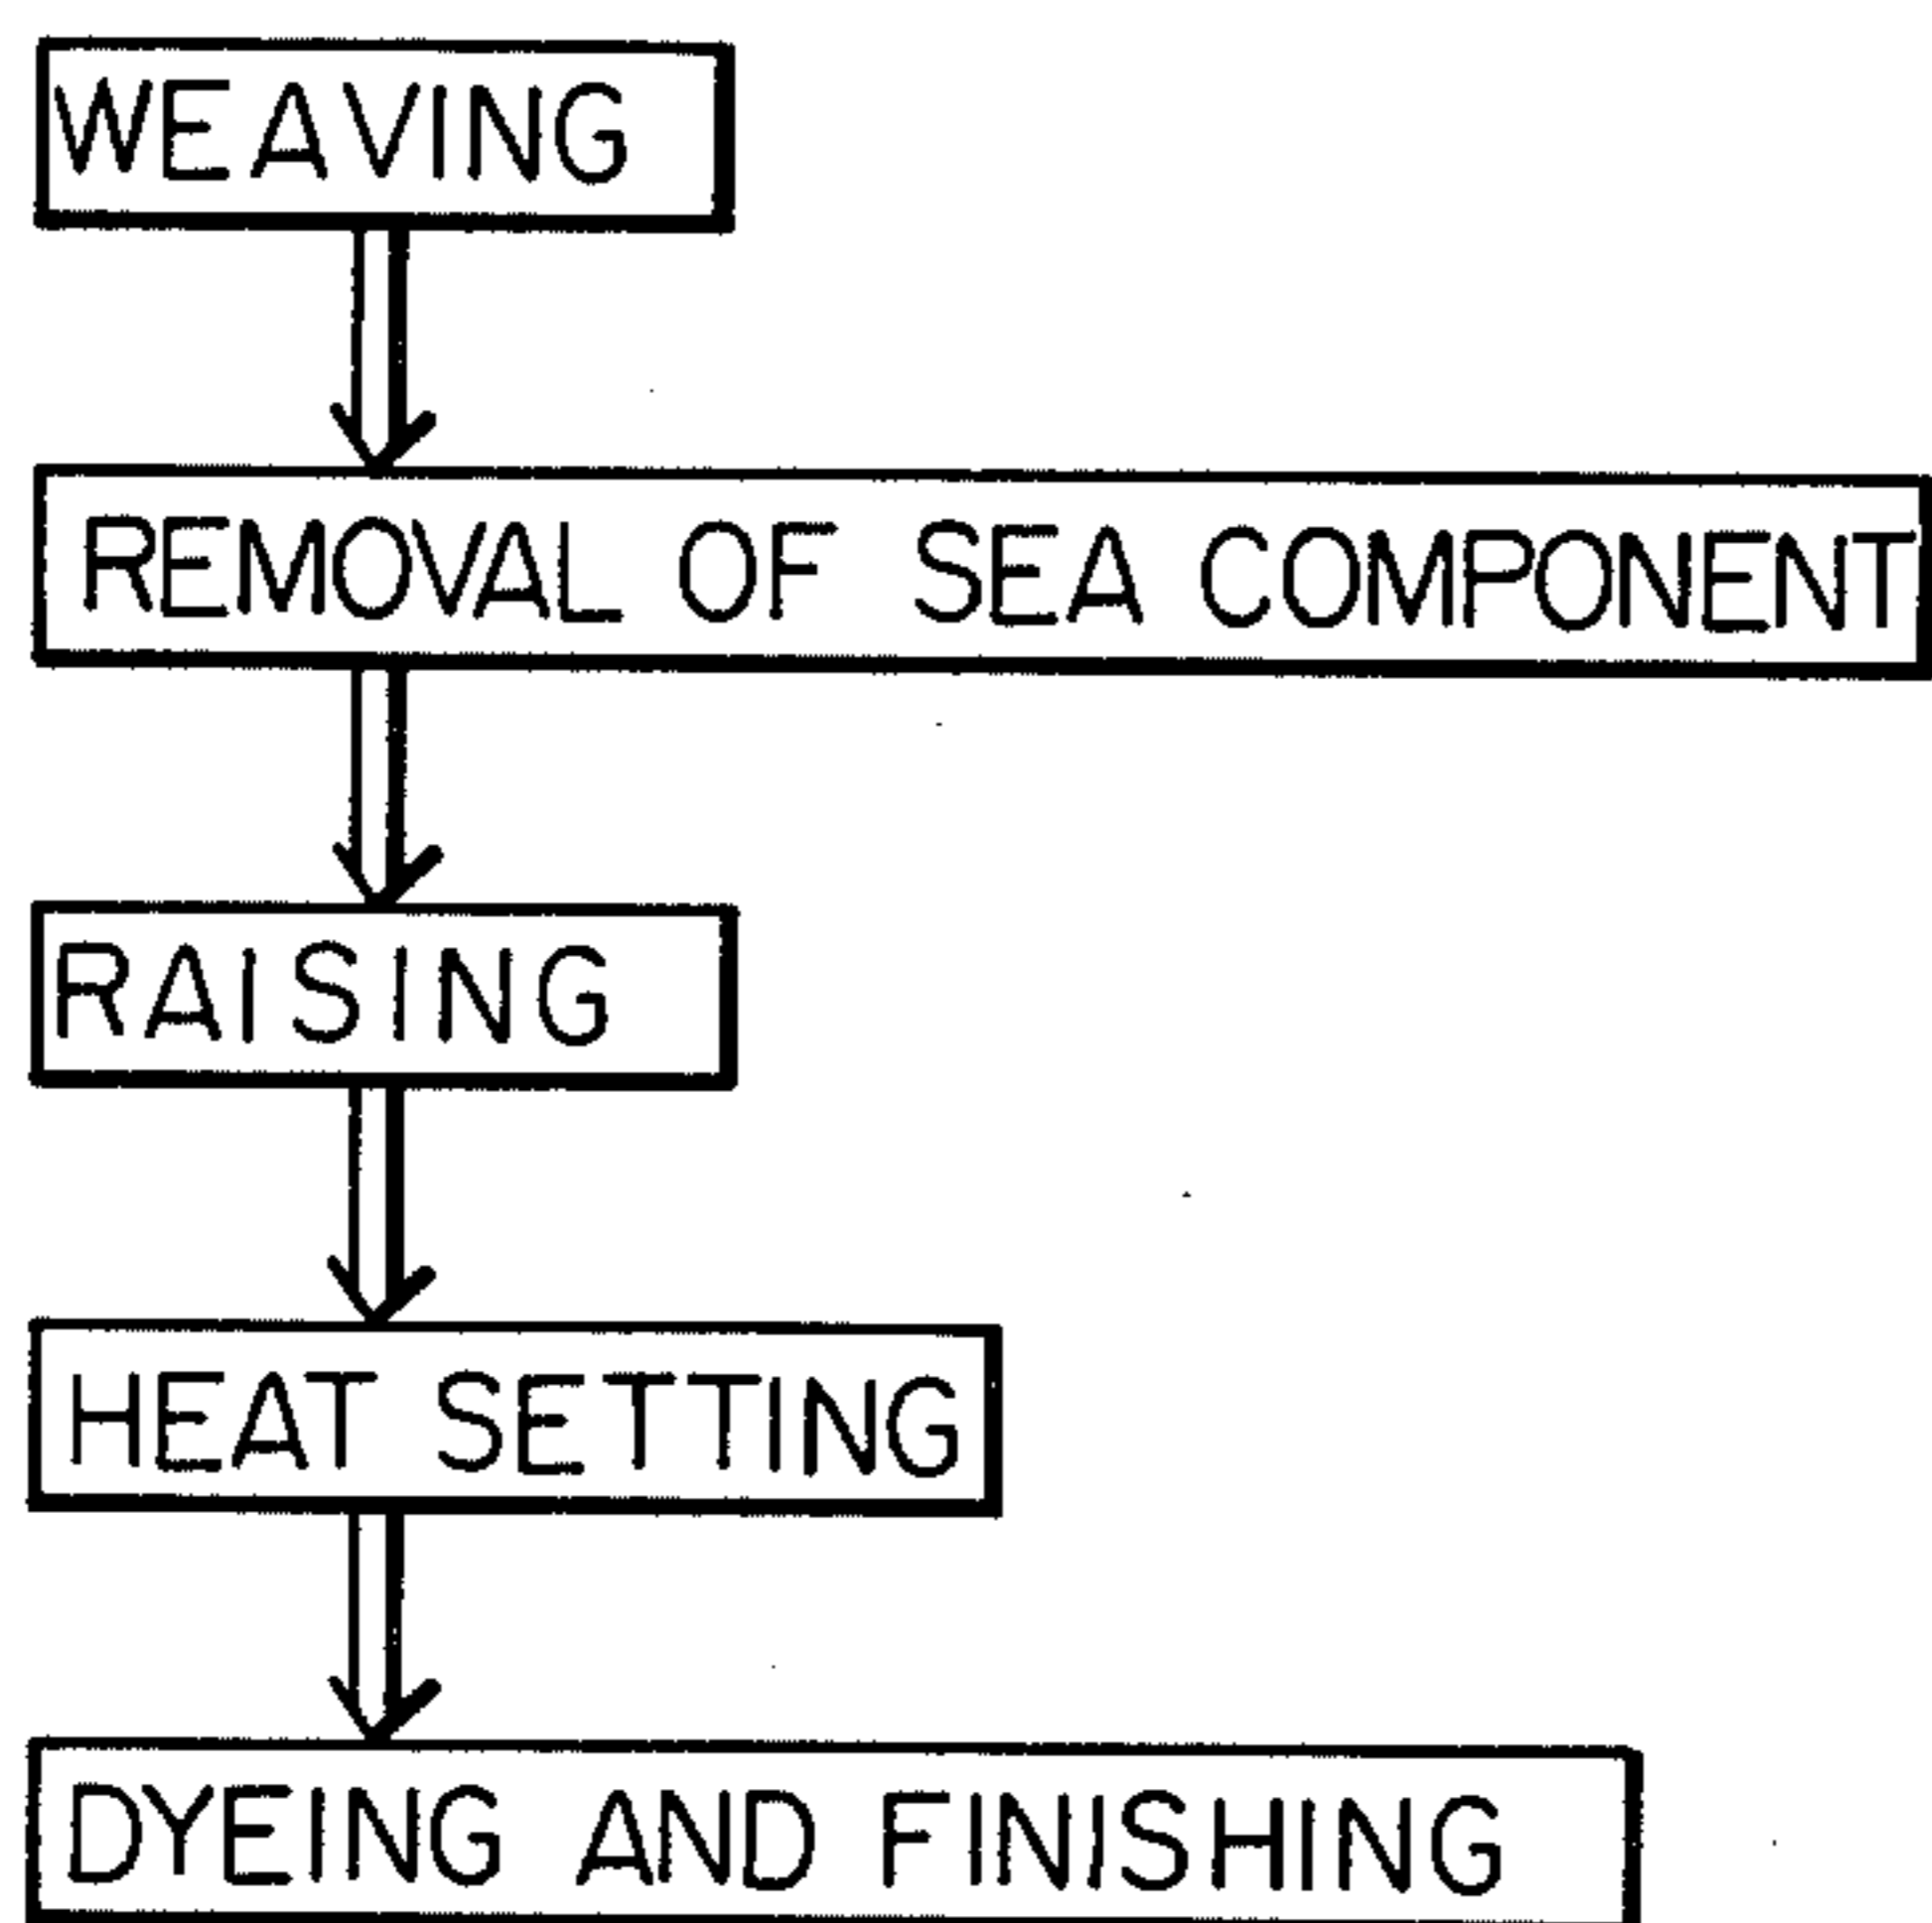 WEAVING
REMOVAL OF SEA COMPONENT
RAISING
HEAT SETTING
DYEING AND FINISHING